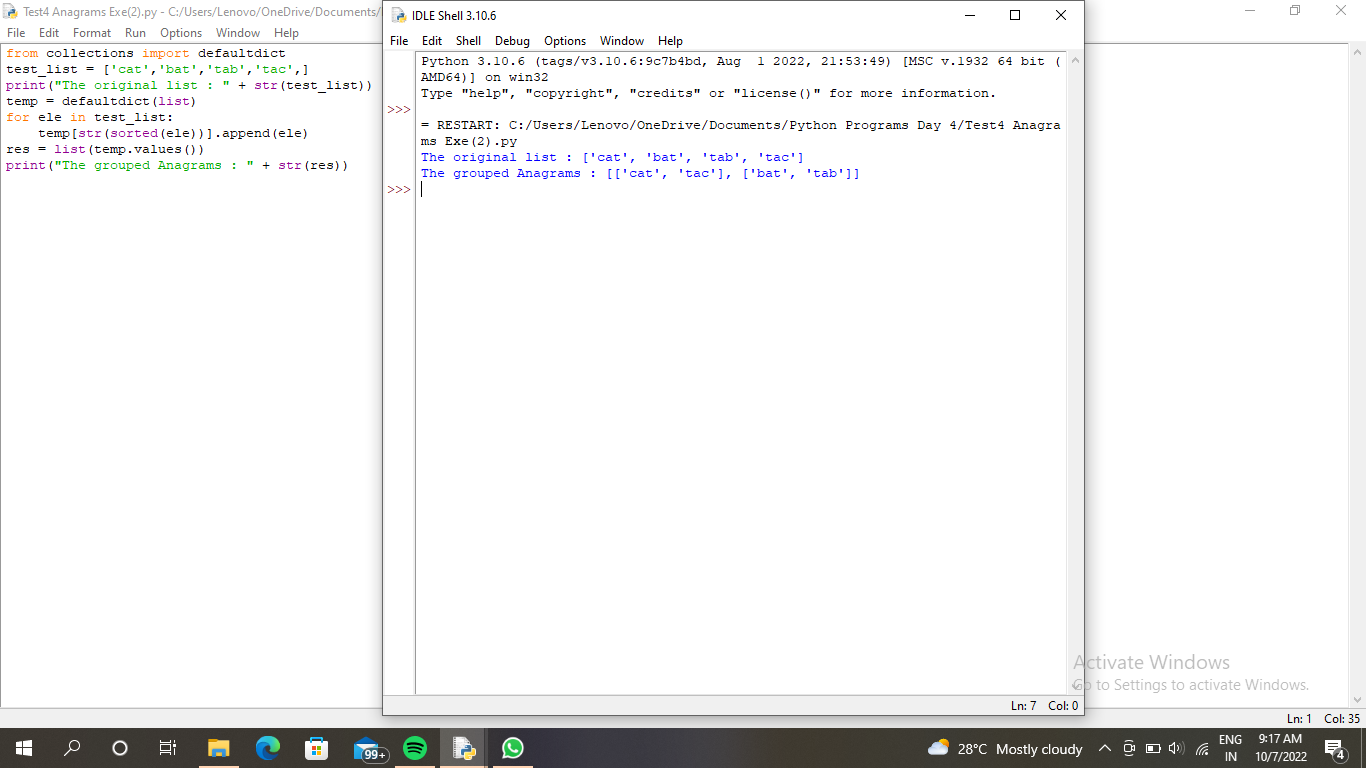 Test4 Anagrams Exe(2).py - C:/Users/Lenovo/OneDrive/Documents/
File Edit Format Run Options Window Help
from collections import defaultdict
test_list = ['cat','bat','tab','tac',]
print("The original list : " + str(test_list))
temp = defaultdict(list)
for ele in test_list:
    temp[str(sorted(ele))].append(ele)
res = list(temp.values())
print("The grouped Anagrams : " + str(res))
IDLE Shell 3.10.6
File Edit Shell Debug Options Window Help
Python 3.10.6 (tags/v3.10.6:9c7b4bd, Aug  1 2022, 21:53:49) [MSC v.1932 64 bit (
AMD64)] on win32
Type "help", "copyright", "credits" or "license()" for more information.
>>>
= RESTART: C:/Users/Lenovo/OneDrive/Documents/Python Programs Day 4/Test4 Anagra
ms Exe(2).py
The original list : ['cat', 'bat', 'tab', 'tac']
The grouped Anagrams : [['cat', 'tac'], ['bat', 'tab']]
>>>
Ln: 7 Col: 0
Activate Windows
Go to Settings to activate Windows.
Ln: 1 Col: 35
99+
28°C Mostly cloudy
ENG
IN
9:17 AM
10/7/2022
4